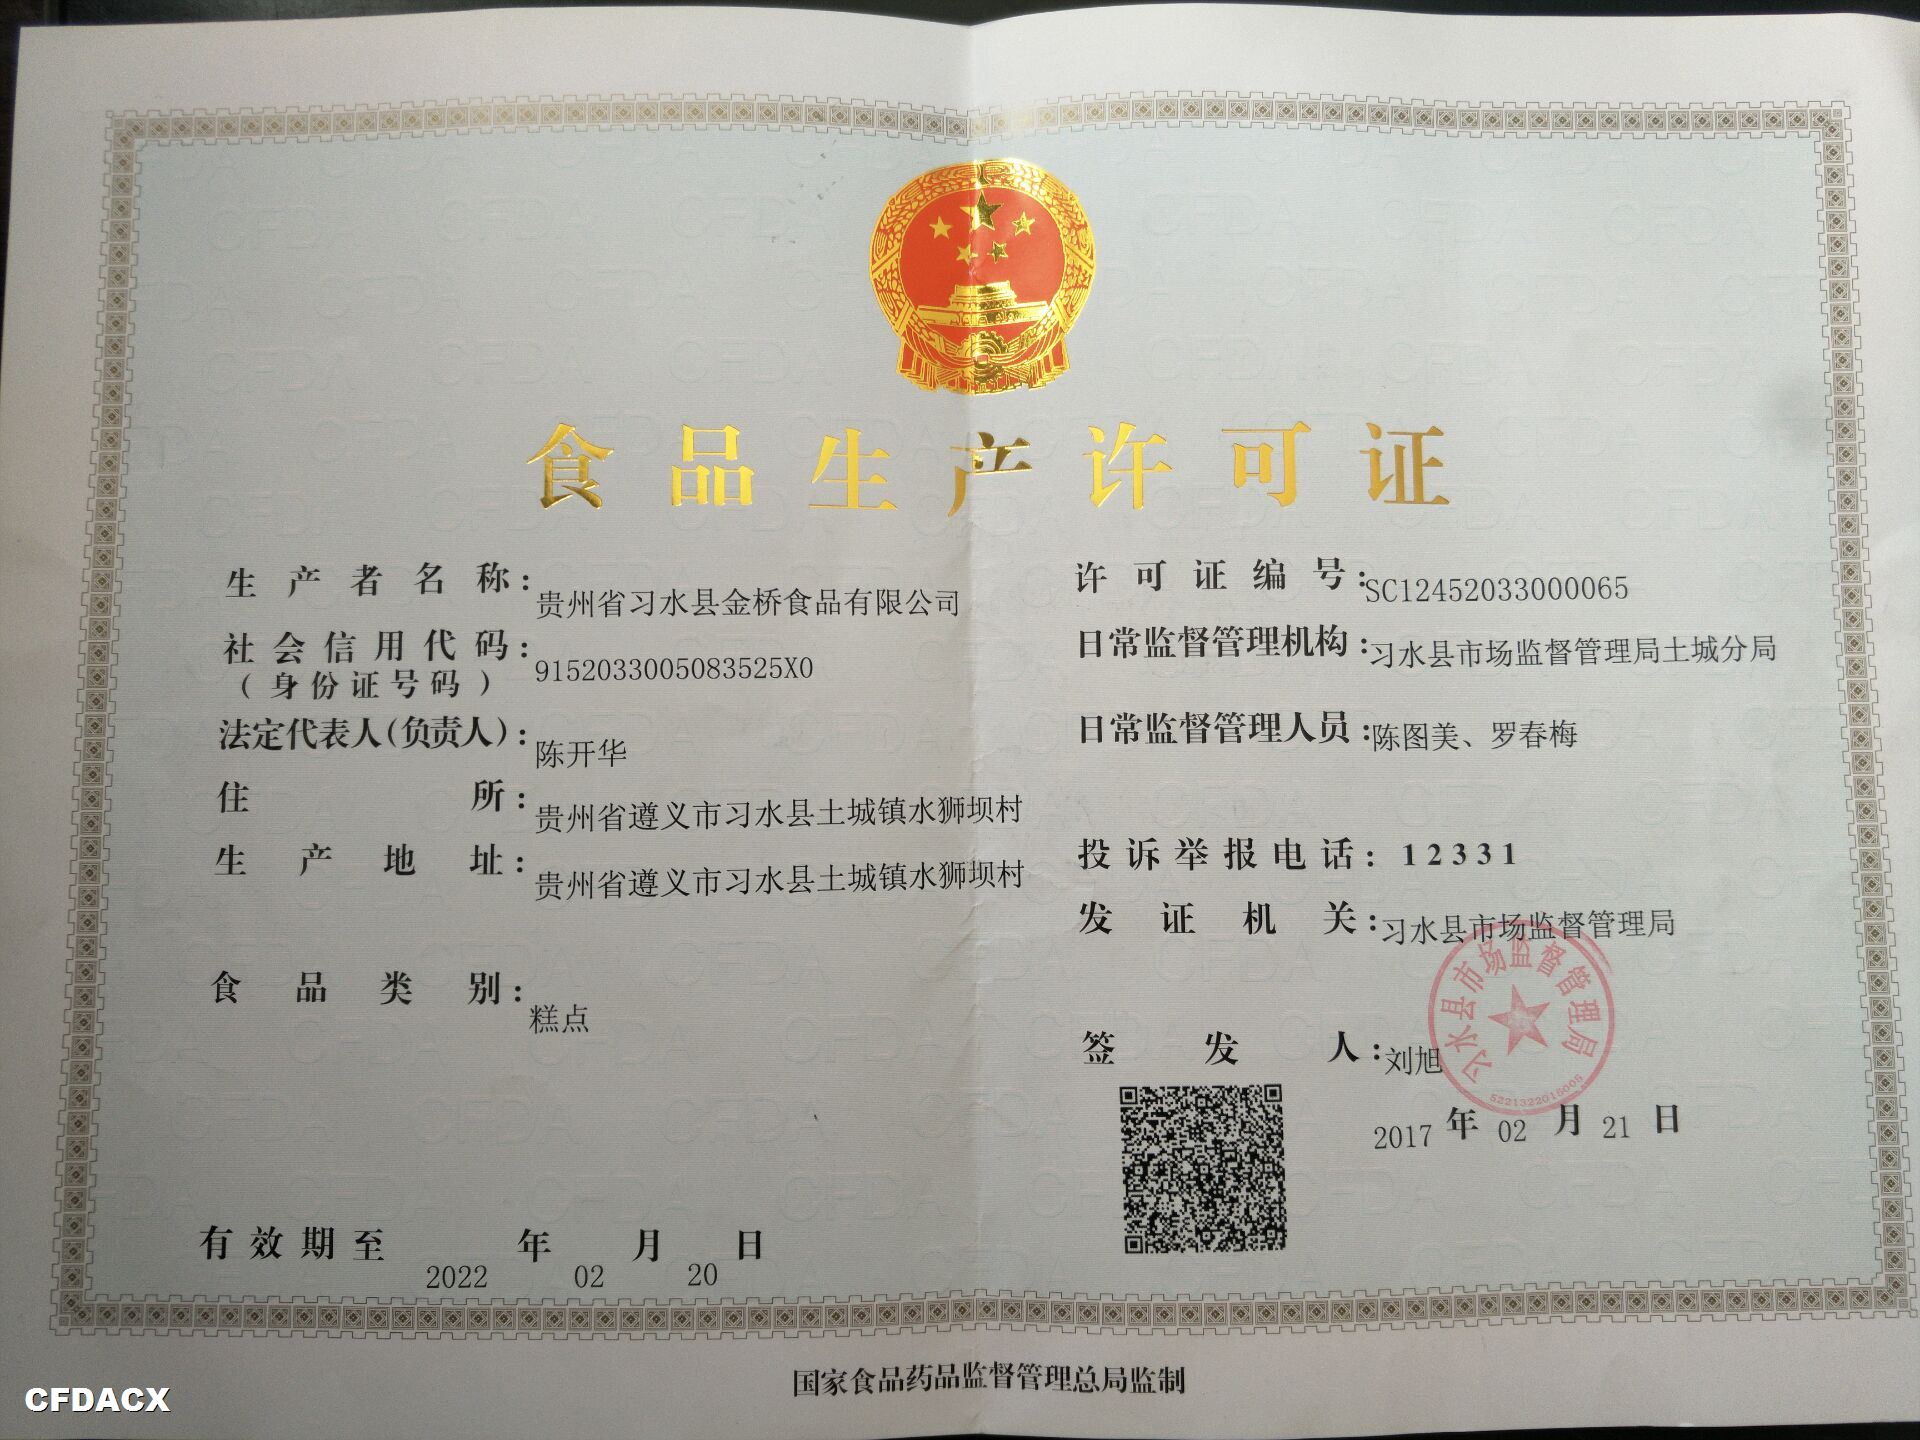 食品生产许可证
生产者名称：贵州省习水县金桥食品有限公司
社会信用代码：9152033005083525X0
（身份证号码）
法定代表人(负责人)：陈开华
住所：贵州省遵义市习水县土城镇水狮坝村
生产地址：贵州省遵义市习水县土城镇水狮坝村
食品类别：糕点
有效期至 2022 年 02 月 20 日
许可证编号：SC12452033000065
日常监督管理机构：习水县市场监督管理局土城分局
日常监督管理人员：陈图美、罗春梅
投诉举报电话：12331
发证机关：习水县市场监督管理局
签发人：刘旭
习水县市场监督管理局
5221322015005
2017 年 02 月 21 日
国家食品药品监督管理总局监制
CFDACX